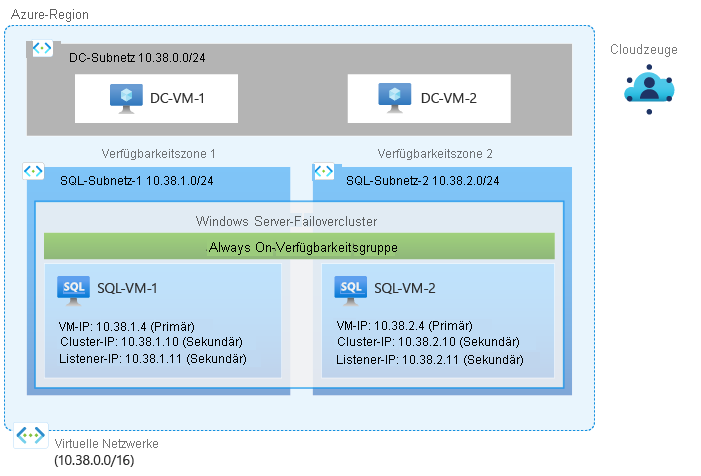 Azure-Region
Cloudzeuge
DC-Subnetz 10.38.0.0/24
DC-VM-1
DC-VM-2
Verfügbarkeitszone 1
Verfügbarkeitszone 2
SQL-Subnetz-1 10.38.1.0/24
SQL-Subnetz-2 10.38.2.0/24
Windows Server-Failovercluster
Always On-Verfügbarkeitsgruppe
SQL
SQL-VM-1
VM-IP: 10.38.1.4 (Primär)
Cluster-IP: 10.38.1.10 (Sekundär)
Listener-IP: 10.38.1.11 (Sekundär)
SQL
SQL-VM-2
VM-IP: 10.38.2.4 (Primär)
Cluster-IP: 10.38.2.10 (Sekundär)
Listener-IP: 10.38.2.11 (Sekundär)
Virtuelle Netzwerke
(10.38.0.0/16)